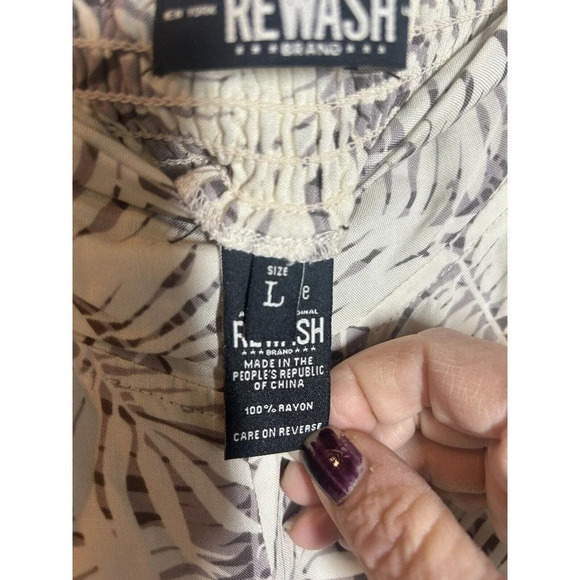 NEW YORK REWASH
★★★ BRAND ★★★
SIZE
L e
REWASH
★★★ BRAND ★★★
MADE IN THE
PEOPLE'S REPUBLIC
OF CHINA
100% RAYON
CARE ON REVERSE